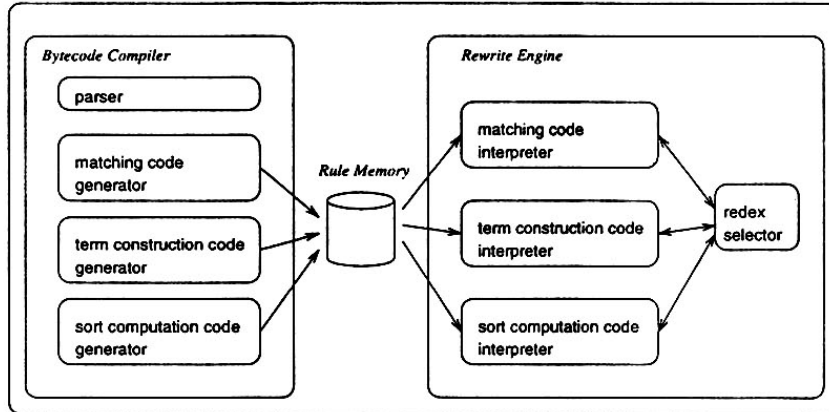 Bytecode Compiler
parser
matching code
generator
term construction code
generator
sort computation code
generator
Rule Memory
Rewrite Engine
matching code
interpreter
term construction code
interpreter
sort computation code
interpreter
redex
selector